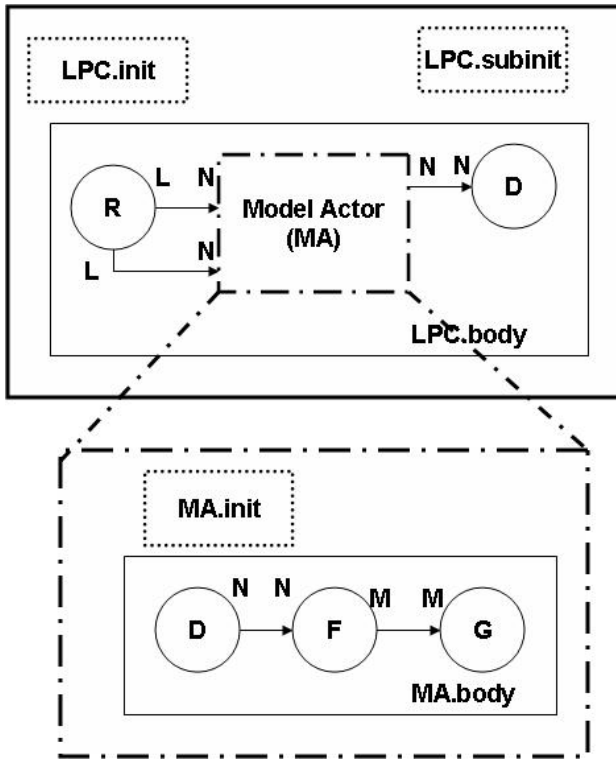 LPC.init
LPC.subinit
L N
N N
R
Model Actor
(MA)
D
L N
LPC.body
MA.init
N N M M
D F G
MA.body